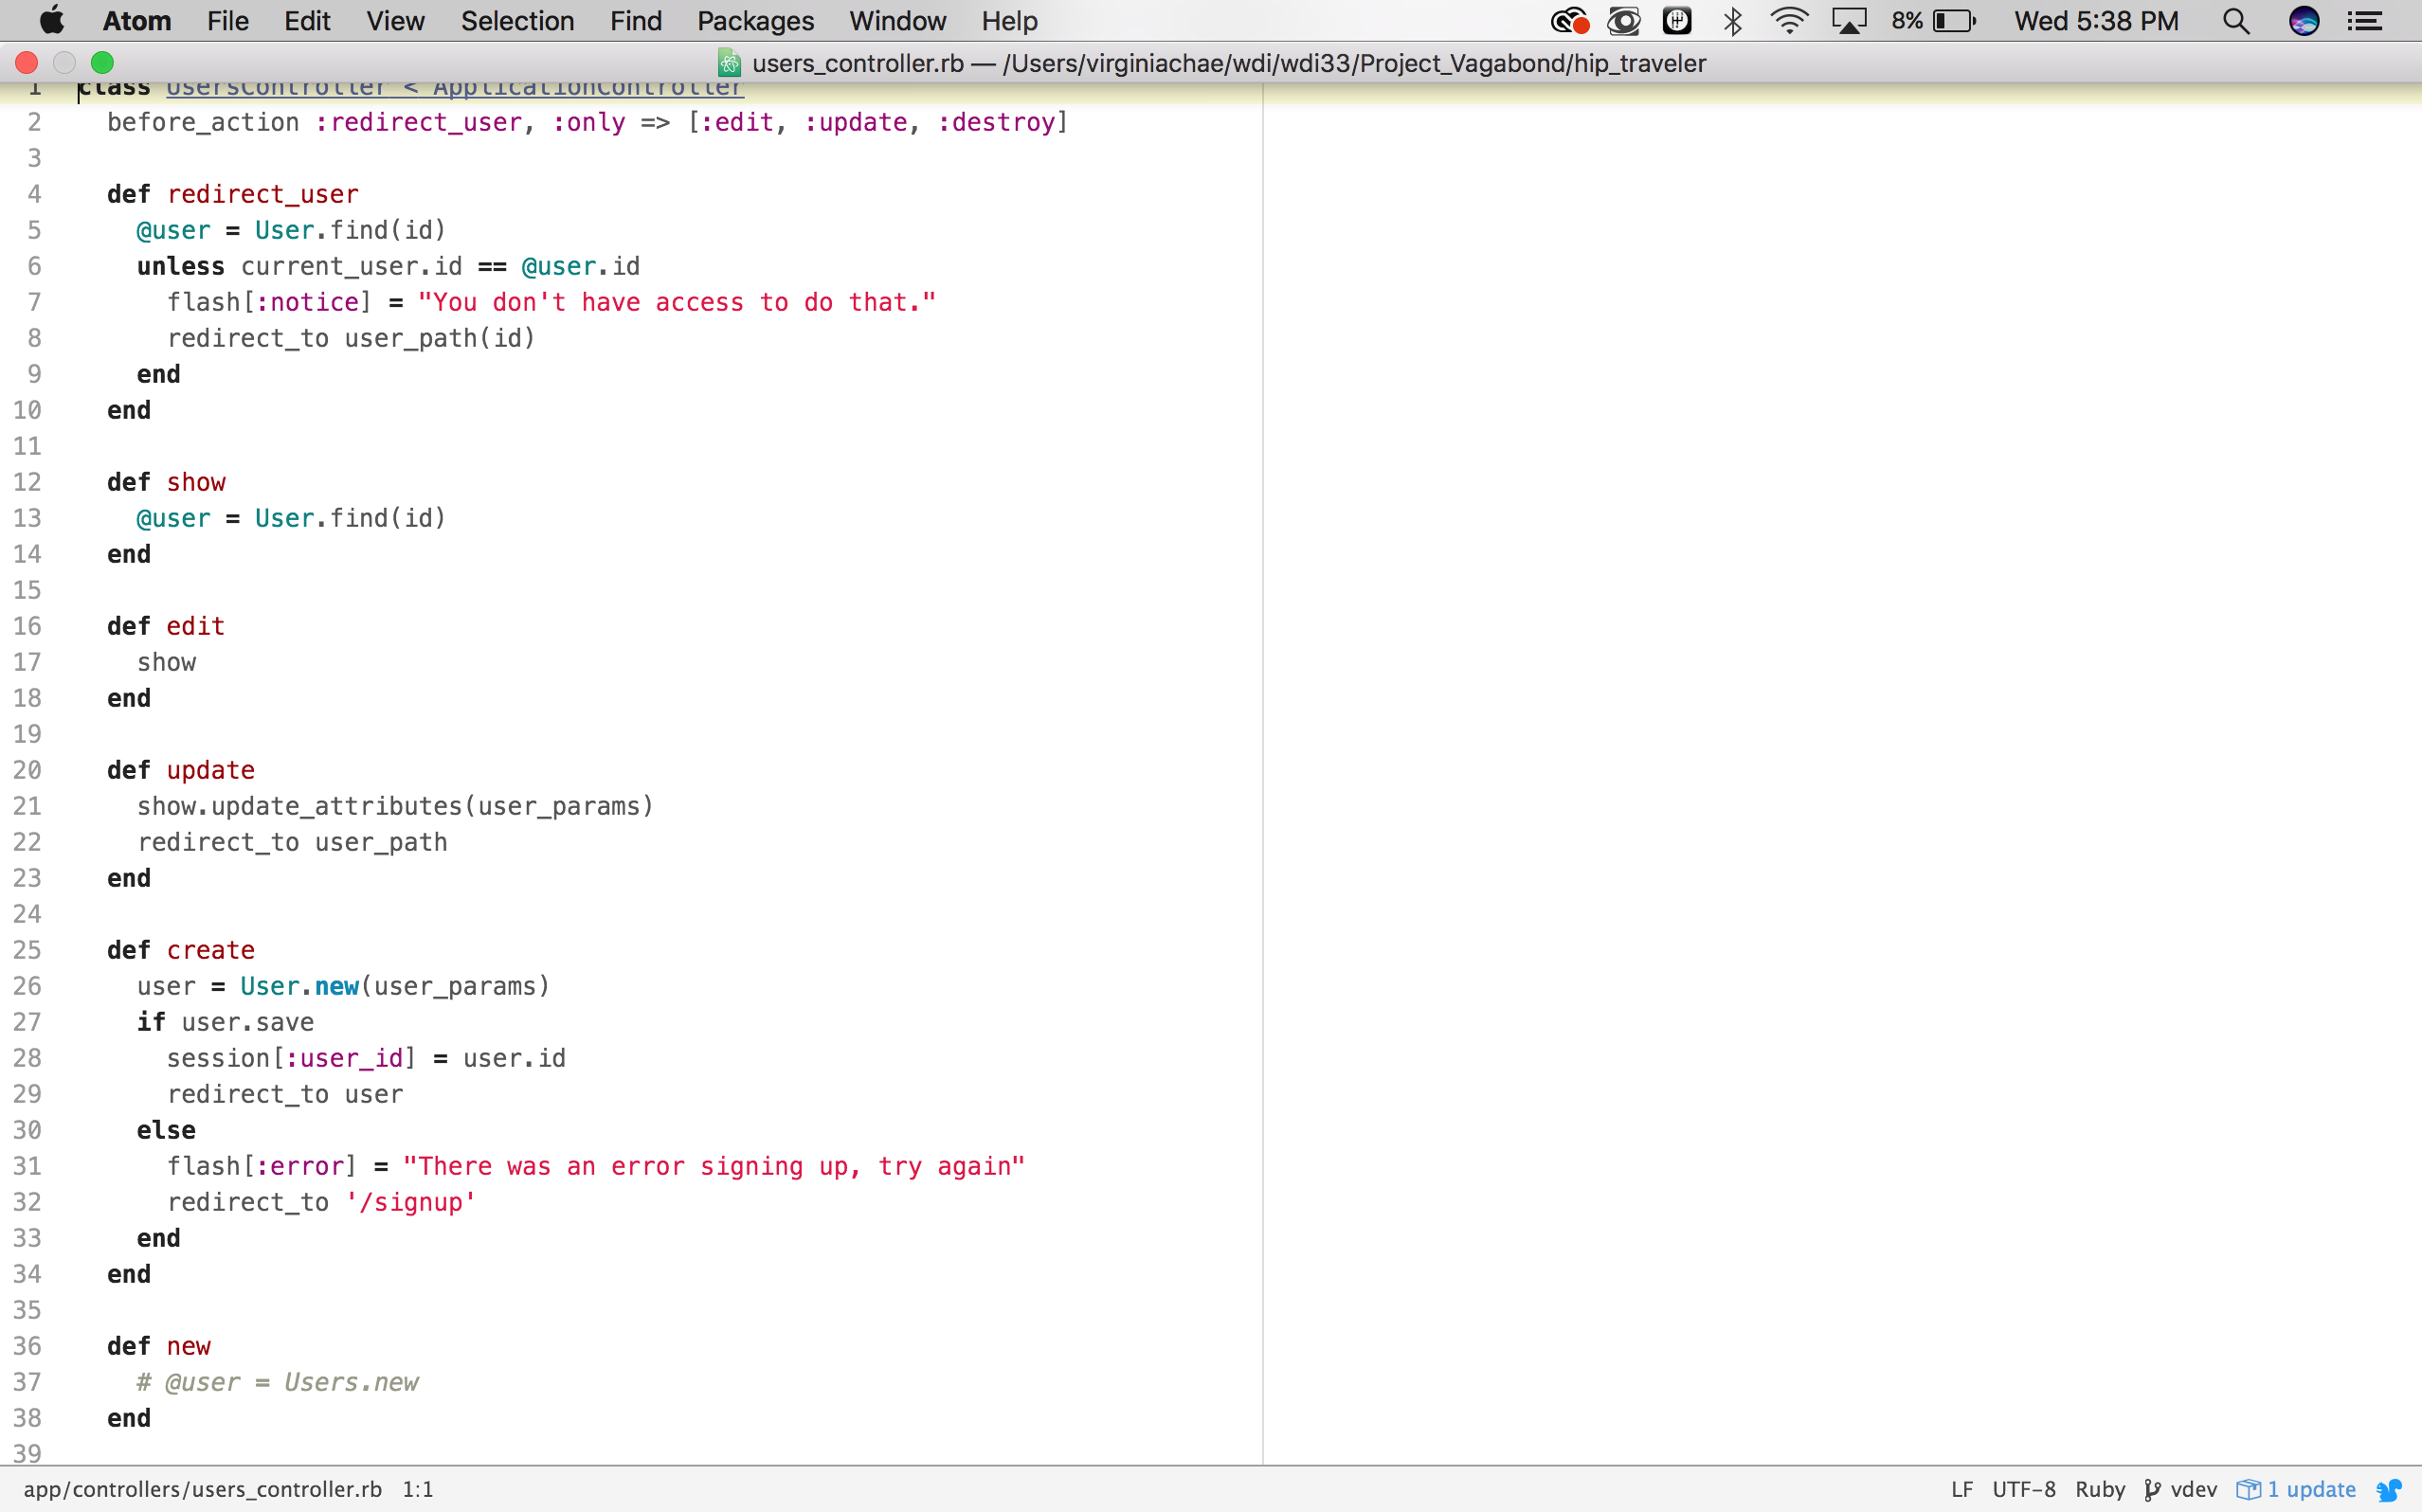 Atom File Edit View Selection Find Packages Window Help 8% Wed 5:38 PM
users_controller.rb — /Users/virginiachae/wdi/wdi33/Project_Vagabond/hip_traveler
1 class UsersController < ApplicationController
2 before_action :redirect_user, :only => [:edit, :update, :destroy]
3
4 def redirect_user
5 @user = User.find(id)
6 unless current_user.id == @user.id
7 flash[:notice] = "You don't have access to do that."
8 redirect_to user_path(id)
9 end
10 end
11
12 def show
13 @user = User.find(id)
14 end
15
16 def edit
17 show
18 end
19
20 def update
21 show.update_attributes(user_params)
22 redirect_to user_path
23 end
24
25 def create
26 user = User.new(user_params)
27 if user.save
28 session[:user_id] = user.id
29 redirect_to user
30 else
31 flash[:error] = "There was an error signing up, try again"
32 redirect_to '/signup'
33 end
34 end
35
36 def new
37 # @user = Users.new
38 end
39
app/controllers/users_controller.rb 1:1 LF UTF-8 Ruby vdev 1 update